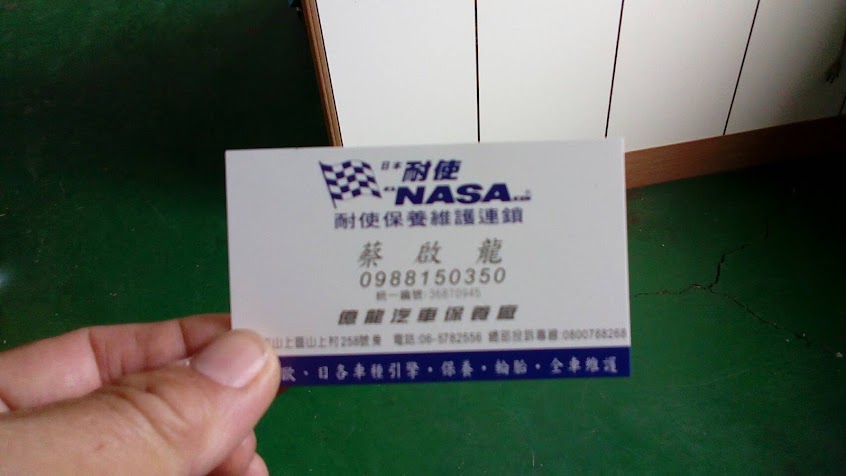 日本 耐使
NASA
耐使保養維護連鎖
蔡啟龍
0988150350
統一編號:36870945
億龍汽車保養廠
山上區山上村258號旁 電話:06-5782556 總部投訴專線:0800788268
歐、日各車種引擎・保養・輪胎・全車維護